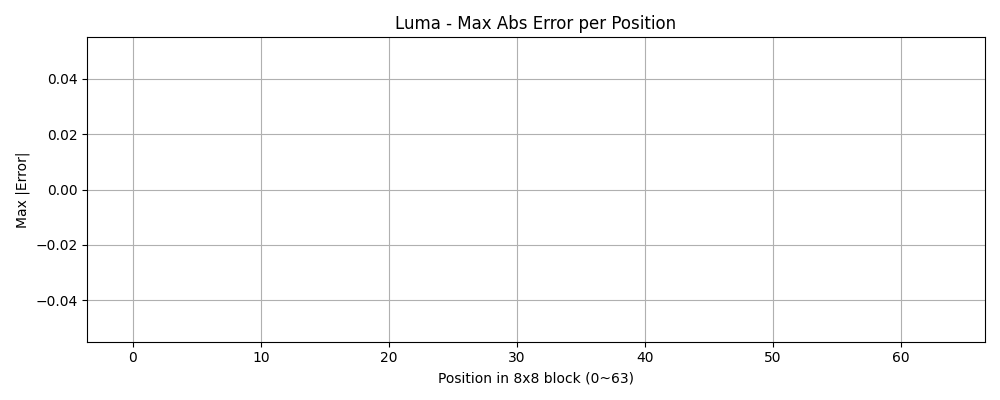 Luma - Max Abs Error per Position
Max |Error|
0.04
0.02
0.00
−0.02
−0.04
0 10 20 30 40 50 60
Position in 8x8 block (0~63)